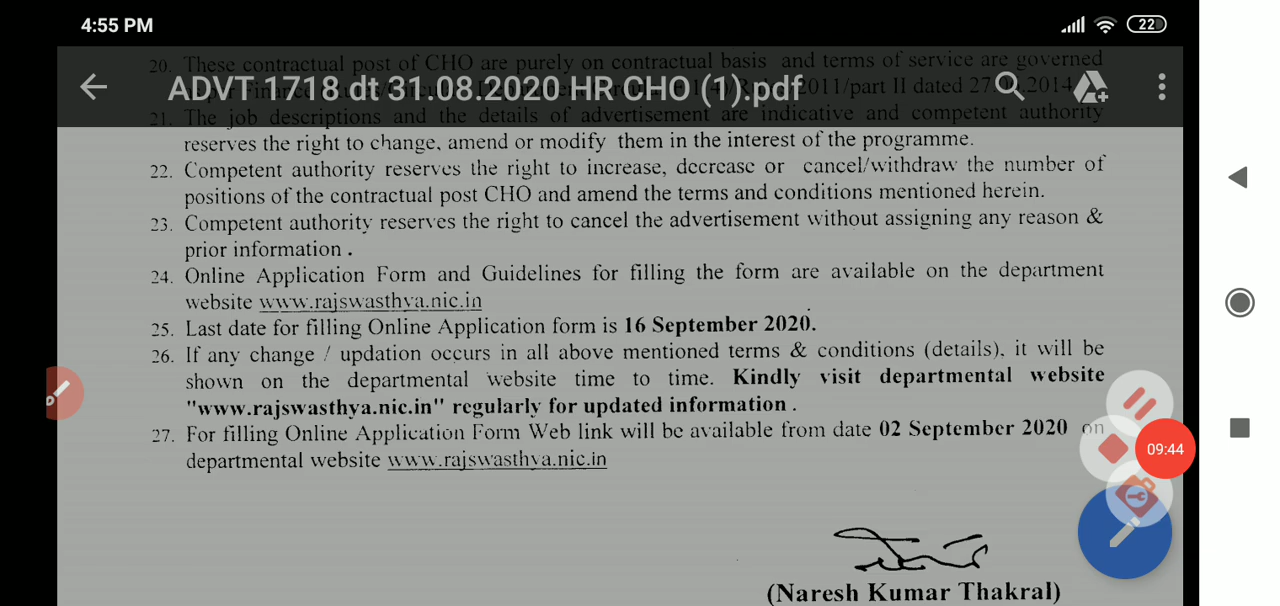 4:55 PM
22
20. These contractual post of CHO are purely on contractual basis and terms of service are governed
ADVT 1718 dt 31.08.2020 HR CHO (1).pdf
2011/part II dated 27
2014
21. The job descriptions and the details of advertisement are indicative and competent authority
reserves the right to change, amend or modify them in the interest of the programme.
22. Competent authority reserves the right to increase, decrease or cancel/withdraw the number of
positions of the contractual post CHO and amend the terms and conditions mentioned herein.
23. Competent authority reserves the right to cancel the advertisement without assigning any reason &
prior information .
24. Online Application Form and Guidelines for filling the form are available on the department
website www.rajswasthya.nic.in
25. Last date for filling Online Application form is 16 September 2020.
26. If any change / updation occurs in all above mentioned terms & conditions (details), it will be
shown on the departmental website time to time. Kindly visit departmental website
"www.rajswasthya.nic.in" regularly for updated information .
27. For filling Online Application Form Web link will be available from date 02 September 2020 on
09:44
departmental website www.rajswasthya.nic.in
(Naresh Kumar Thakral)